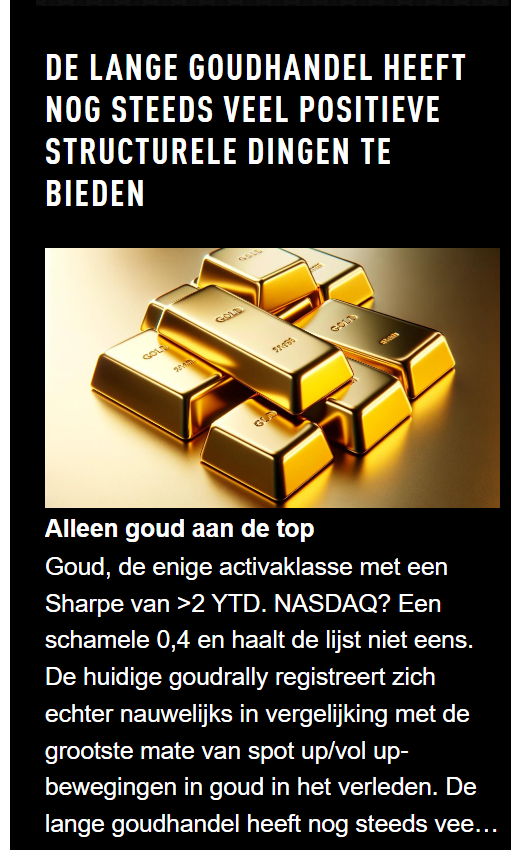 DE LANGE GOUDHANDEL HEEFT
NOG STEEDS VEEL POSITIEVE
STRUCTURELE DINGEN TE
BIEDEN
GOLD
GOLD
GOLD
GOLD
Alleen goud aan de top
Goud, de enige activaklasse met een
Sharpe van >2 YTD. NASDAQ? Een
schamele 0,4 en haalt de lijst niet eens.
De huidige goudrally registreert zich
echter nauwelijks in vergelijking met de
grootste mate van spot up/vol up-
bewegingen in goud in het verleden. De
lange goudhandel heeft nog steeds vee…